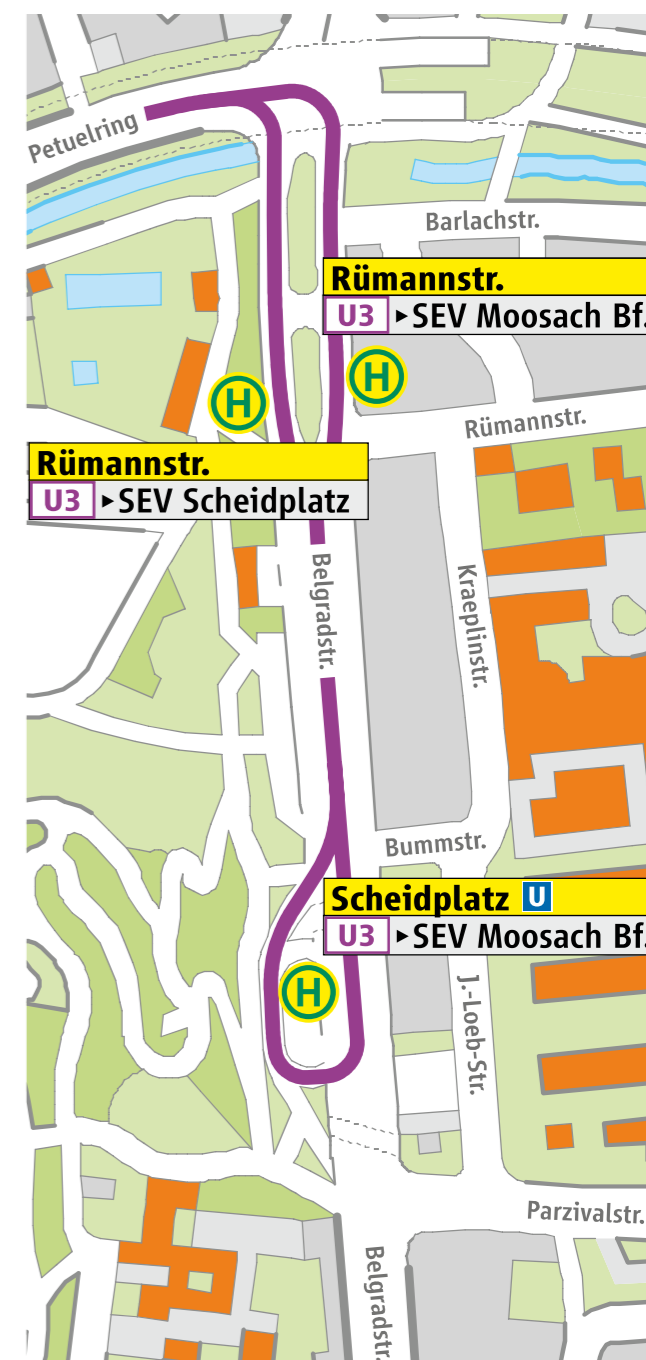 Petuelring
Barlachstr.
Rümannstr.
U3 ▸SEV Moosach Bf.
H
H
Rümannstr.
Rümannstr.
U3 ▸SEV Scheidplatz
Belgradstr.
Kraeplinstr.
Bummstr.
Scheidplatz U
U3 ▸SEV Moosach Bf.
H
J.-Loeb-Str.
Parzivalstr.
Belgradstr.